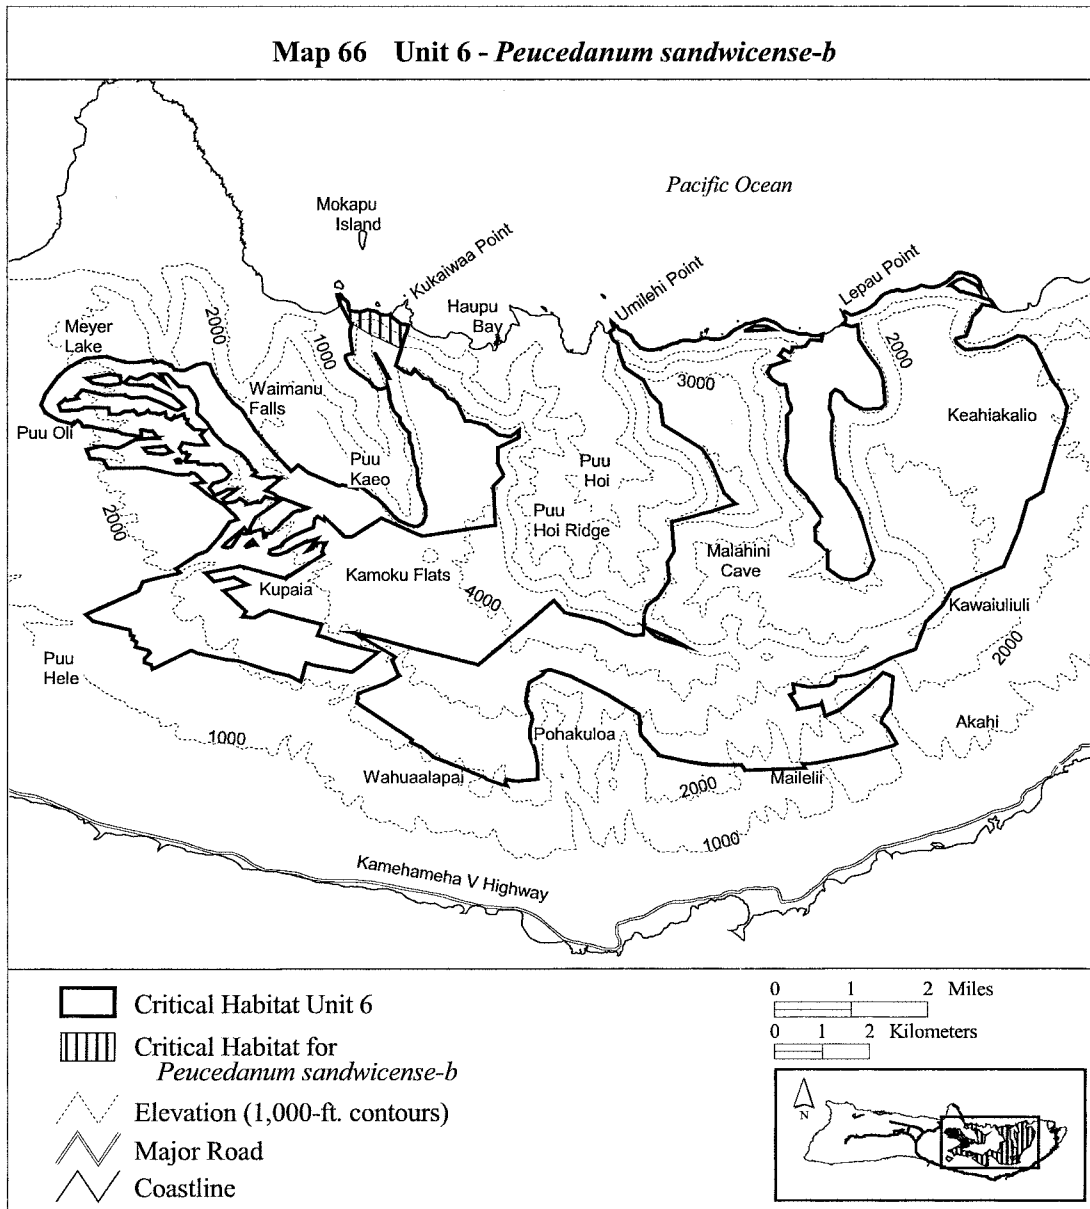 Map 66 Unit 6 - Peucedanum sandwicense-b
Pacific Ocean
Mokapu
Island
Kukaiwaa Point
Haupu
Bay
Umilehi Point
Lepau Point
Meyer
Lake
2000
1000
Waimanu
Falls
3000
2000
Keahiakalio
Puu Oli
Puu
Kaeo
Puu
Hoi
Puu
Hoi Ridge
2000
Malahini
Cave
Kupaia
Kamoku Flats
4000
Kawaiuliuli
2000
Puu
Hele
1000
Pohakuloa
Akahi
Wahuaalapai
Mailelii
2000
1000
Kamehameha V Highway
Critical Habitat Unit 6
Critical Habitat for
Peucedanum sandwicense-b
Elevation (1,000-ft. contours)
Major Road
Coastline
0 1 2 Miles
0 1 2 Kilometers
N